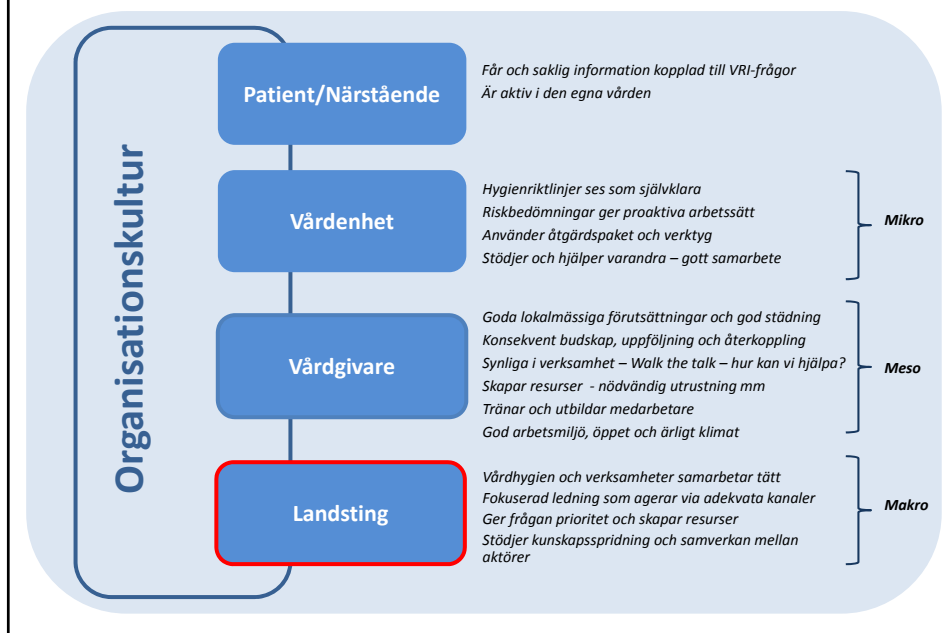 Organisationskultur
Patient/Närstående
Får och saklig information kopplad till VRI-frågor
Är aktiv i den egna vården
Vårdenhet
Hygienriktlinjer ses som självklara
Riskbedömningar ger proaktiva arbetssätt
Använder åtgärdspaket och verktyg
Stödjer och hjälper varandra – gott samarbete
Mikro
Vårdgivare
Goda lokalmässiga förutsättningar och god städning
Konsekvent budskap, uppföljning och återkoppling
Synliga i verksamhet – Walk the talk – hur kan vi hjälpa?
Skapar resurser - nödvändig utrustning mm
Tränar och utbildar medarbetare
God arbetsmiljö, öppet och ärligt klimat
Meso
Landsting
Vårdhygien och verksamheter samarbetar tätt
Fokuserad ledning som agerar via adekvata kanaler
Ger frågan prioritet och skapar resurser
Stödjer kunskapsspridning och samverkan mellan
aktörer
Makro